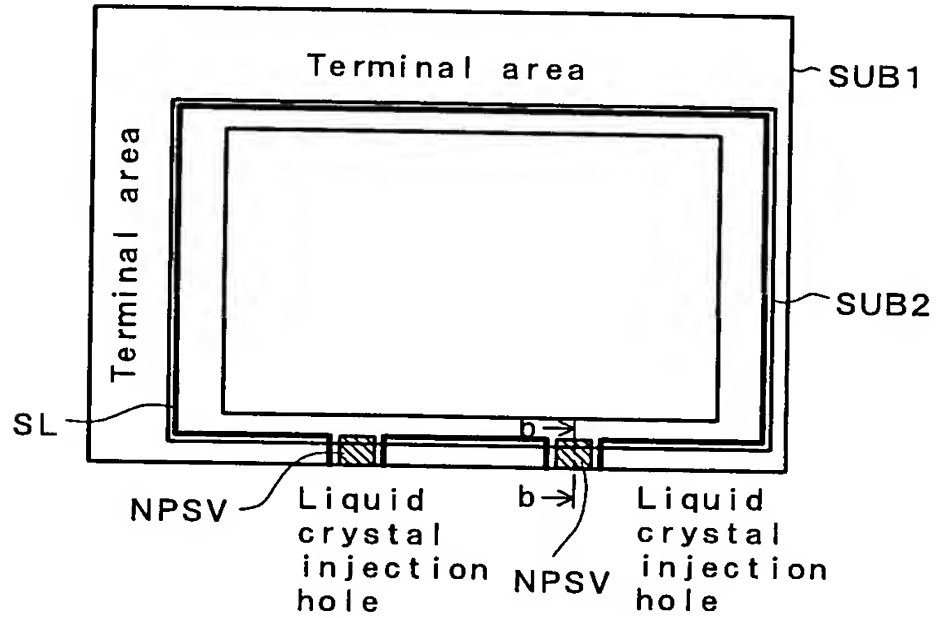 Terminal area
SUB1
Terminal area
SUB2
SL
b
b
NPSV
Liquid
crystal
injection
hole
NPSV
Liquid
crystal
injection
hole